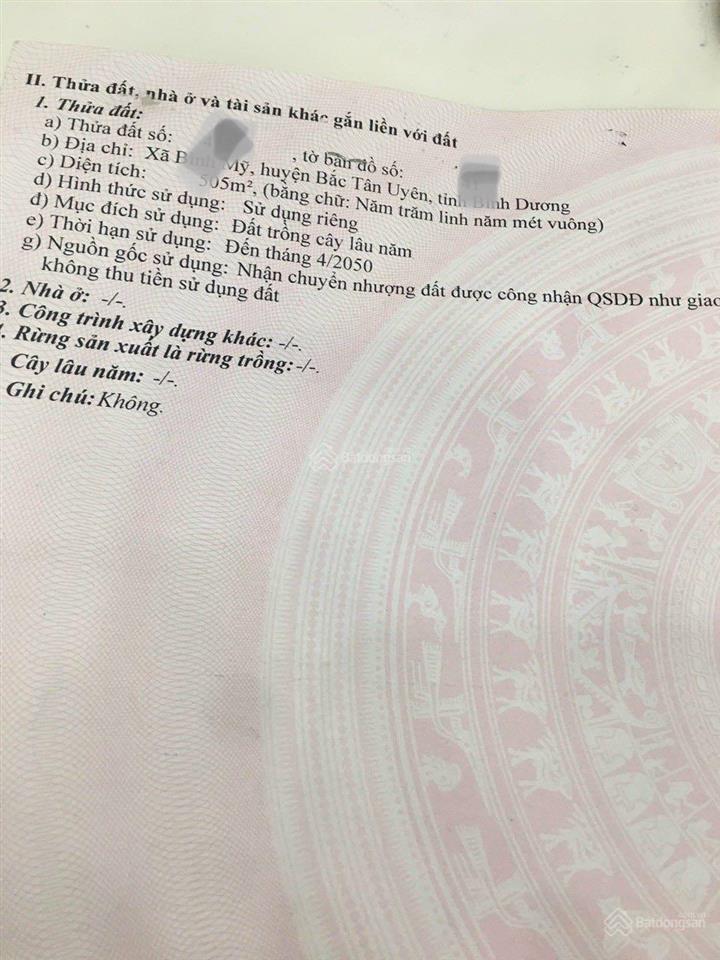 II. Thửa đất, nhà ở và tài sản khác gắn liền với đất
1. Thửa đất:
a) Thửa đất số: , tờ bản đồ số:
b) Địa chỉ: Xã Bình Mỹ, huyện Bắc Tân Uyên, tỉnh Bình Dương
c) Diện tích: 505m², (bằng chữ: Năm trăm linh năm mét vuông)
d) Hình thức sử dụng: Sử dụng riêng
đ) Mục đích sử dụng: Đất trồng cây lâu năm
e) Thời hạn sử dụng: Đến tháng 4/2050
g) Nguồn gốc sử dụng: Nhận chuyển nhượng đất được công nhận QSDĐ như giao
không thu tiền sử dụng đất
2. Nhà ở: -/-.
3. Công trình xây dựng khác: -/-.
. Rừng sản xuất là rừng trồng: -/-.
Cây lâu năm: -/-.
Ghi chú: Không.
Batdongsan
Batdongsan
.com.vn